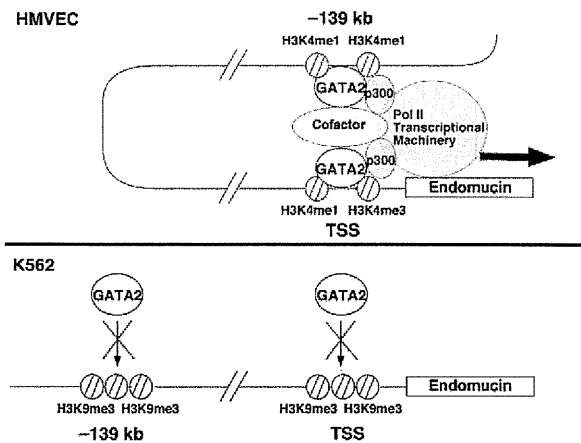 HMVEC
−139 kb
H3K4me1 H3K4me1
GATA2
p300
Cofactor
Pol II
Transcriptional
Machinery
GATA2
p300
Endomucin
H3K4me1 H3K4me3
TSS
K562
GATA2
GATA2
Endomucin
H3K9me3 H3K9me3
H3K9me3 H3K9me3
−139 kb
TSS